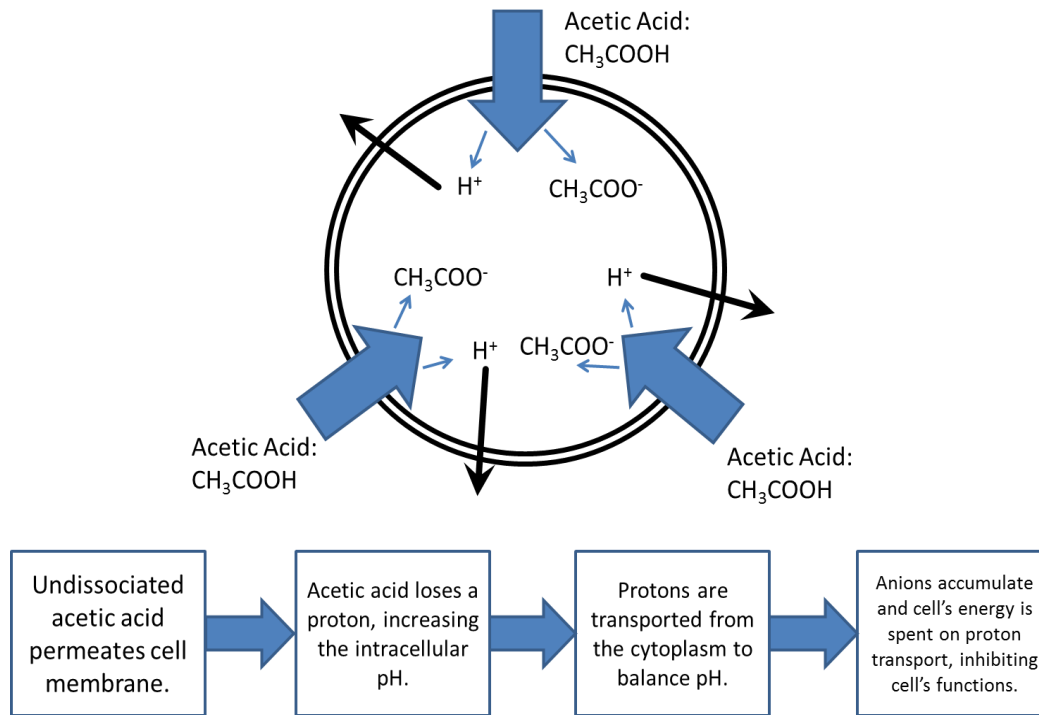 Acetic Acid:
CH₃COOH
H⁺
CH₃COO⁻
CH₃COO⁻
H⁺
H⁺
CH₃COO⁻
Acetic Acid:
CH₃COOH
Acetic Acid:
CH₃COOH
Undissociated
acetic acid
permeates cell
membrane.
Acetic acid loses a
proton, increasing
the intracellular
pH.
Protons are
transported from
the cytoplasm to
balance pH.
Anions accumulate
and cell’s energy is
spent on proton
transport, inhibiting
cell’s functions.